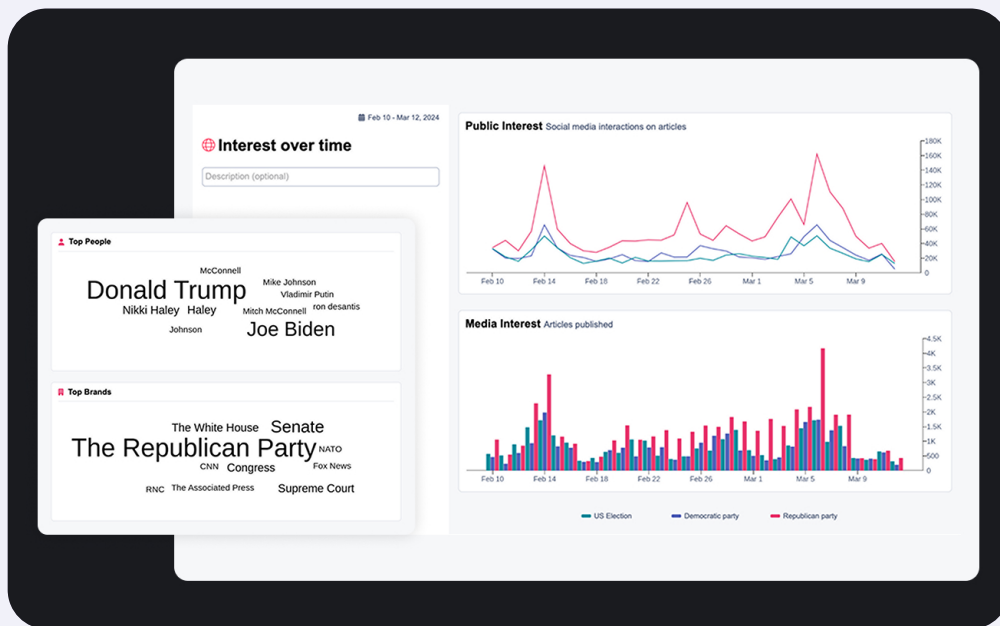 Feb 10 - Mar 12, 2024
Interest over time
Description (optional)
Top People
McConnell
Donald Trump
Mike Johnson
Vladimir Putin
Nikki Haley
Haley
Mitch McConnell
ron desantis
Johnson
Joe Biden
Top Brands
The White House
Senate
The Republican Party
NATO
CNN
Congress
Fox News
RNC
The Associated Press
Supreme Court
Public Interest Social media interactions on articles
180K
160K
140K
120K
100K
80K
60K
40K
20K
0
Feb 10 Feb 14 Feb 18 Feb 22 Feb 26 Mar 1 Mar 5 Mar 9
Media Interest Articles published
4.5K
4K
3.5K
3K
2.5K
2K
1.5K
1K
500
0
Feb 10 Feb 14 Feb 18 Feb 22 Feb 26 Mar 1 Mar 5 Mar 9
US Election Democratic party Republican party